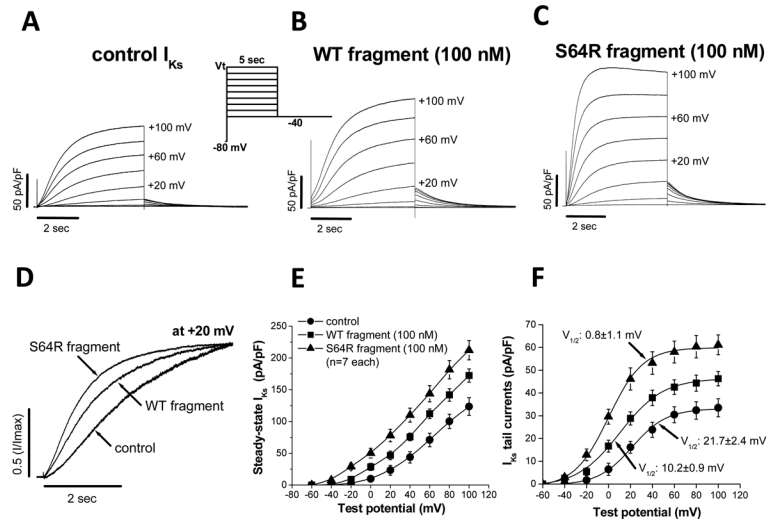 A
control IKs
50 pA/pF
2 sec
+100 mV
+60 mV
+20 mV
Vt
5 sec
-40
-80 mV
B
WT fragment (100 nM)
50 pA/pF
2 sec
+100 mV
+60 mV
+20 mV
C
S64R fragment (100 nM)
50 pA/pF
2 sec
+100 mV
+60 mV
+20 mV
D
at +20 mV
S64R fragment
WT fragment
control
0.5 (I/Imax)
2 sec
E
control
WT fragment (100 nM)
S64R fragment (100 nM)
(n=7 each)
Steady-state IKs (pA/pF)
250
200
150
100
50
0
-80 -60 -40 -20 0 20 40 60 80 100 120
Test potential (mV)
F
IKs tail currents (pA/pF)
70
60
50
40
30
20
10
0
V1/2: 0.8±1.1 mV
V1/2: 21.7±2.4 mV
V1/2: 10.2±0.9 mV
-60 -40 -20 0 20 40 60 80 100 120
Test potential (mV)